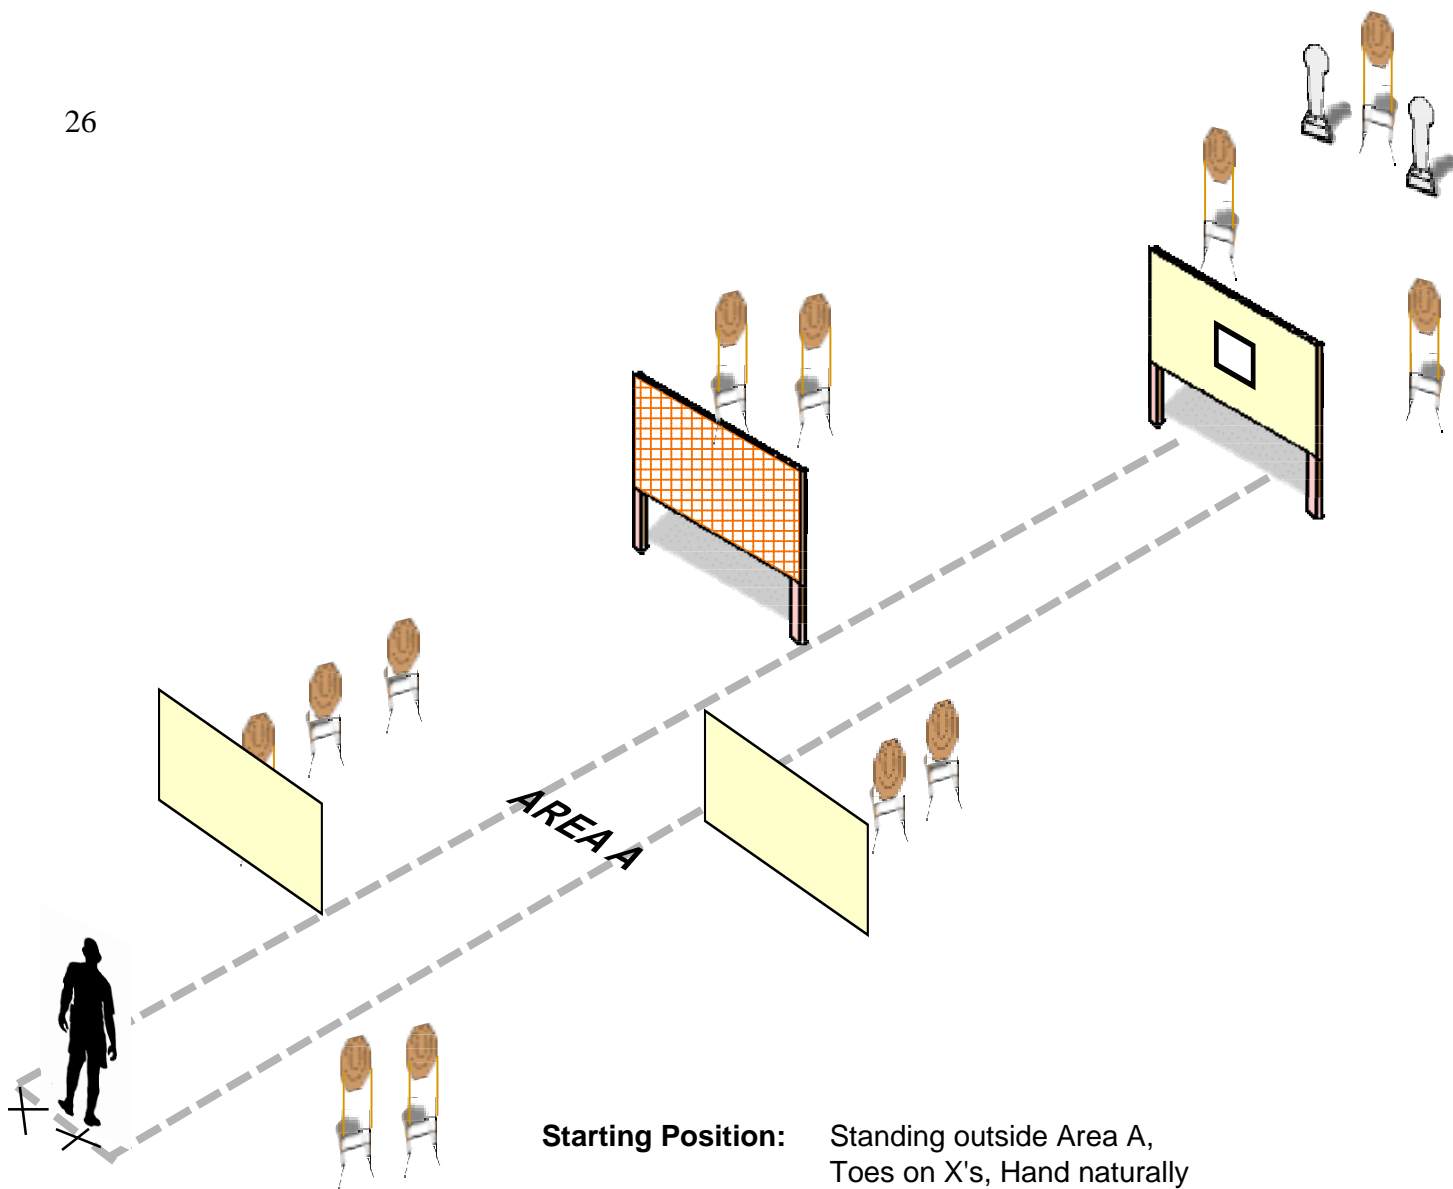 26
AREA A
Starting Position: Standing outside Area A,
Toes on X's, Hand naturally